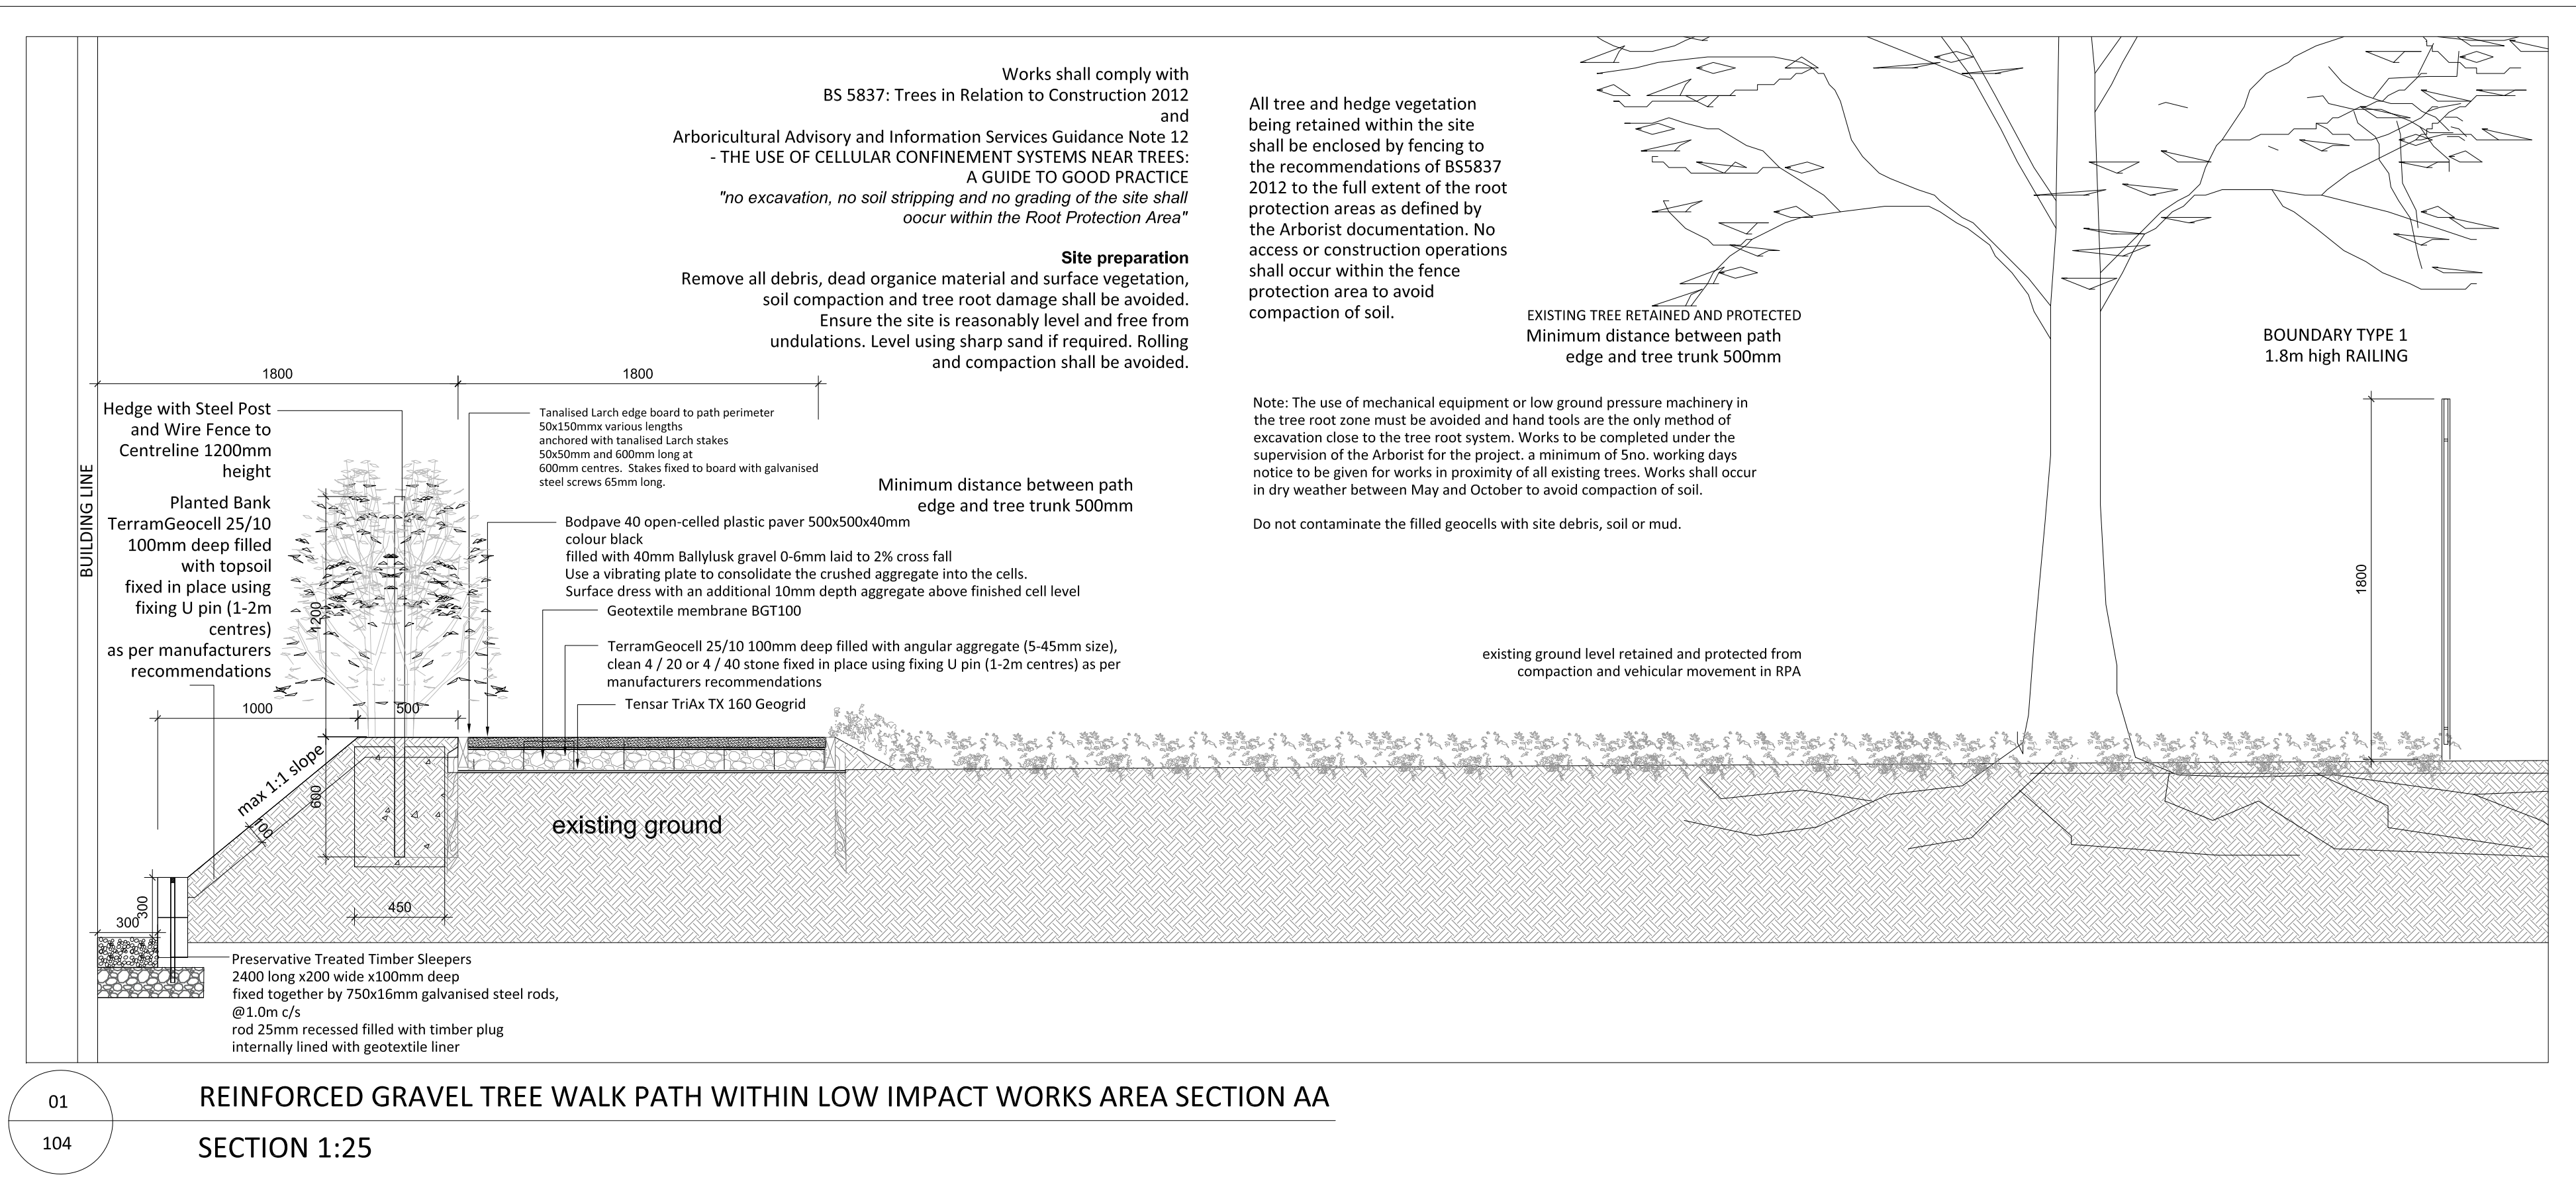 Works shall comply with
BS 5837: Trees in Relation to Construction 2012
and
Arboricultural Advisory and Information Services Guidance Note 12
- THE USE OF CELLULAR CONFINEMENT SYSTEMS NEAR TREES:
A GUIDE TO GOOD PRACTICE
"no excavation, no soil stripping and no grading of the site shall
oocur within the Root Protection Area"
Site preparation
Remove all debris, dead organice material and surface vegetation,
soil compaction and tree root damage shall be avoided.
Ensure the site is reasonably level and free from
undulations. Level using sharp sand if required. Rolling
and compaction shall be avoided.
All tree and hedge vegetation
being retained within the site
shall be enclosed by fencing to
the recommendations of BS5837
2012 to the full extent of the root
protection areas as defined by
the Arborist documentation. No
access or construction operations
shall occur within the fence
protection area to avoid
compaction of soil.
EXISTING TREE RETAINED AND PROTECTED
Minimum distance between path
edge and tree trunk 500mm
BOUNDARY TYPE 1
1.8m high RAILING
1800
1800
Hedge with Steel Post
and Wire Fence to
Centreline 1200mm
height
Planted Bank
TerramGeocell 25/10
100mm deep filled
with topsoil
fixed in place using
fixing U pin (1-2m
centres)
as per manufacturers
recommendations
BUILDING LINE
Tanalised Larch edge board to path perimeter
50x150mmx various lengths
anchored with tanalised Larch stakes
50x50mm and 600mm long at
600mm centres. Stakes fixed to board with galvanised
steel screws 65mm long.
Minimum distance between path
edge and tree trunk 500mm
Bodpave 40 open-celled plastic paver 500x500x40mm
colour black
filled with 40mm Ballylusk gravel 0-6mm laid to 2% cross fall
Use a vibrating plate to consolidate the crushed aggregate into the cells.
Surface dress with an additional 10mm depth aggregate above finished cell level
Geotextile membrane BGT100
TerramGeocell 25/10 100mm deep filled with angular aggregate (5-45mm size),
clean 4 / 20 or 4 / 40 stone fixed in place using fixing U pin (1-2m centres) as per
manufacturers recommendations
Tensar TriAx TX 160 Geogrid
Note: The use of mechanical equipment or low ground pressure machinery in
the tree root zone must be avoided and hand tools are the only method of
excavation close to the tree root system. Works to be completed under the
supervision of the Arborist for the project. a minimum of 5no. working days
notice to be given for works in proximity of all existing trees. Works shall occur
in dry weather between May and October to avoid compaction of soil.
Do not contaminate the filled geocells with site debris, soil or mud.
existing ground level retained and protected from
compaction and vehicular movement in RPA
1800
1200
1000
500
max 1:1 slope
100
600
450
300
300
existing ground
Preservative Treated Timber Sleepers
2400 long x200 wide x100mm deep
fixed together by 750x16mm galvanised steel rods,
@1.0m c/s
rod 25mm recessed filled with timber plug
internally lined with geotextile liner
01
104
REINFORCED GRAVEL TREE WALK PATH WITHIN LOW IMPACT WORKS AREA SECTION AA
SECTION 1:25